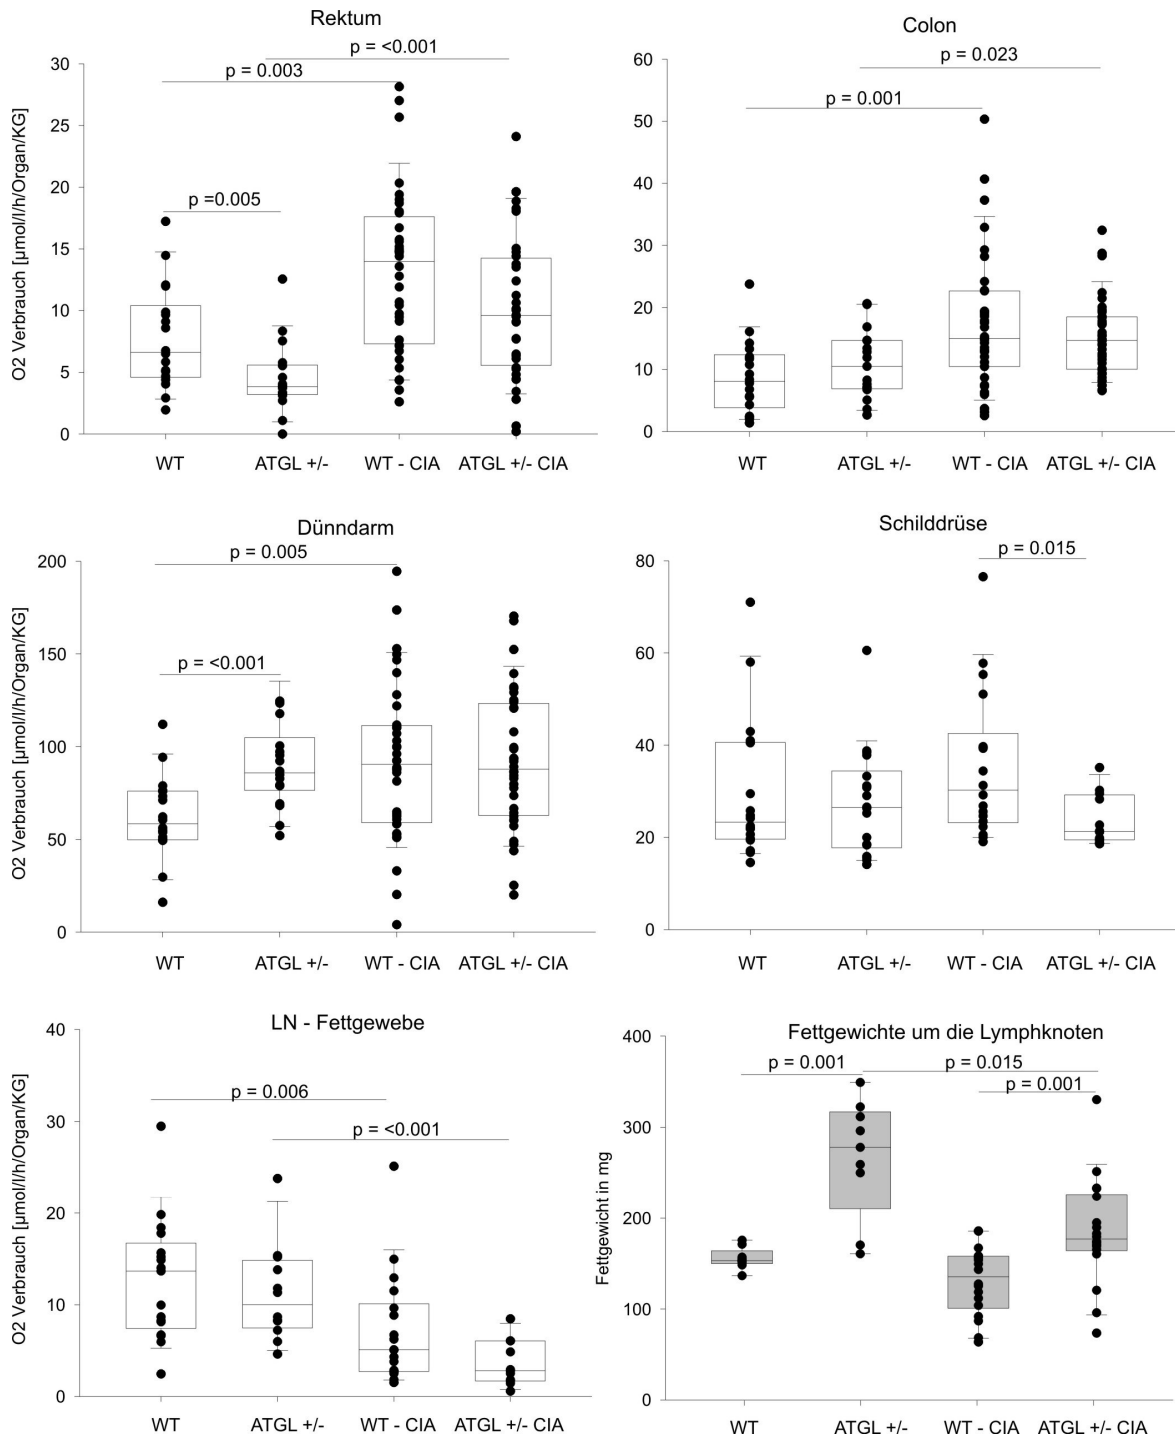 Rektum
p = <0.001
p = 0.003
p =0.005
30
25
20
15
10
5
0
O2 Verbrauch [µmol/l/h/Organ/KG]
WT ATGL +/- WT - CIA ATGL +/- CIA
Colon
p = 0.023
p = 0.001
60
50
40
30
20
10
0
WT ATGL +/- WT - CIA ATGL +/- CIA
Dünndarm
p = 0.005
p = <0.001
200
150
100
50
0
O2 Verbrauch [µmol/l/h/Organ/KG]
WT ATGL +/- WT - CIA ATGL +/- CIA
Schilddrüse
p = 0.015
80
60
40
20
0
WT ATGL +/- WT - CIA ATGL +/- CIA
LN - Fettgewebe
p = 0.006
p = <0.001
40
30
20
10
0
O2 Verbrauch [µmol/l/h/Organ/KG]
WT ATGL +/- WT - CIA ATGL +/- CIA
Fettgewichte um die Lymphknoten
p = 0.001 p = 0.015
p = 0.001
400
300
200
100
0
Fettgewicht in mg
WT ATGL +/- WT - CIA ATGL +/- CIA